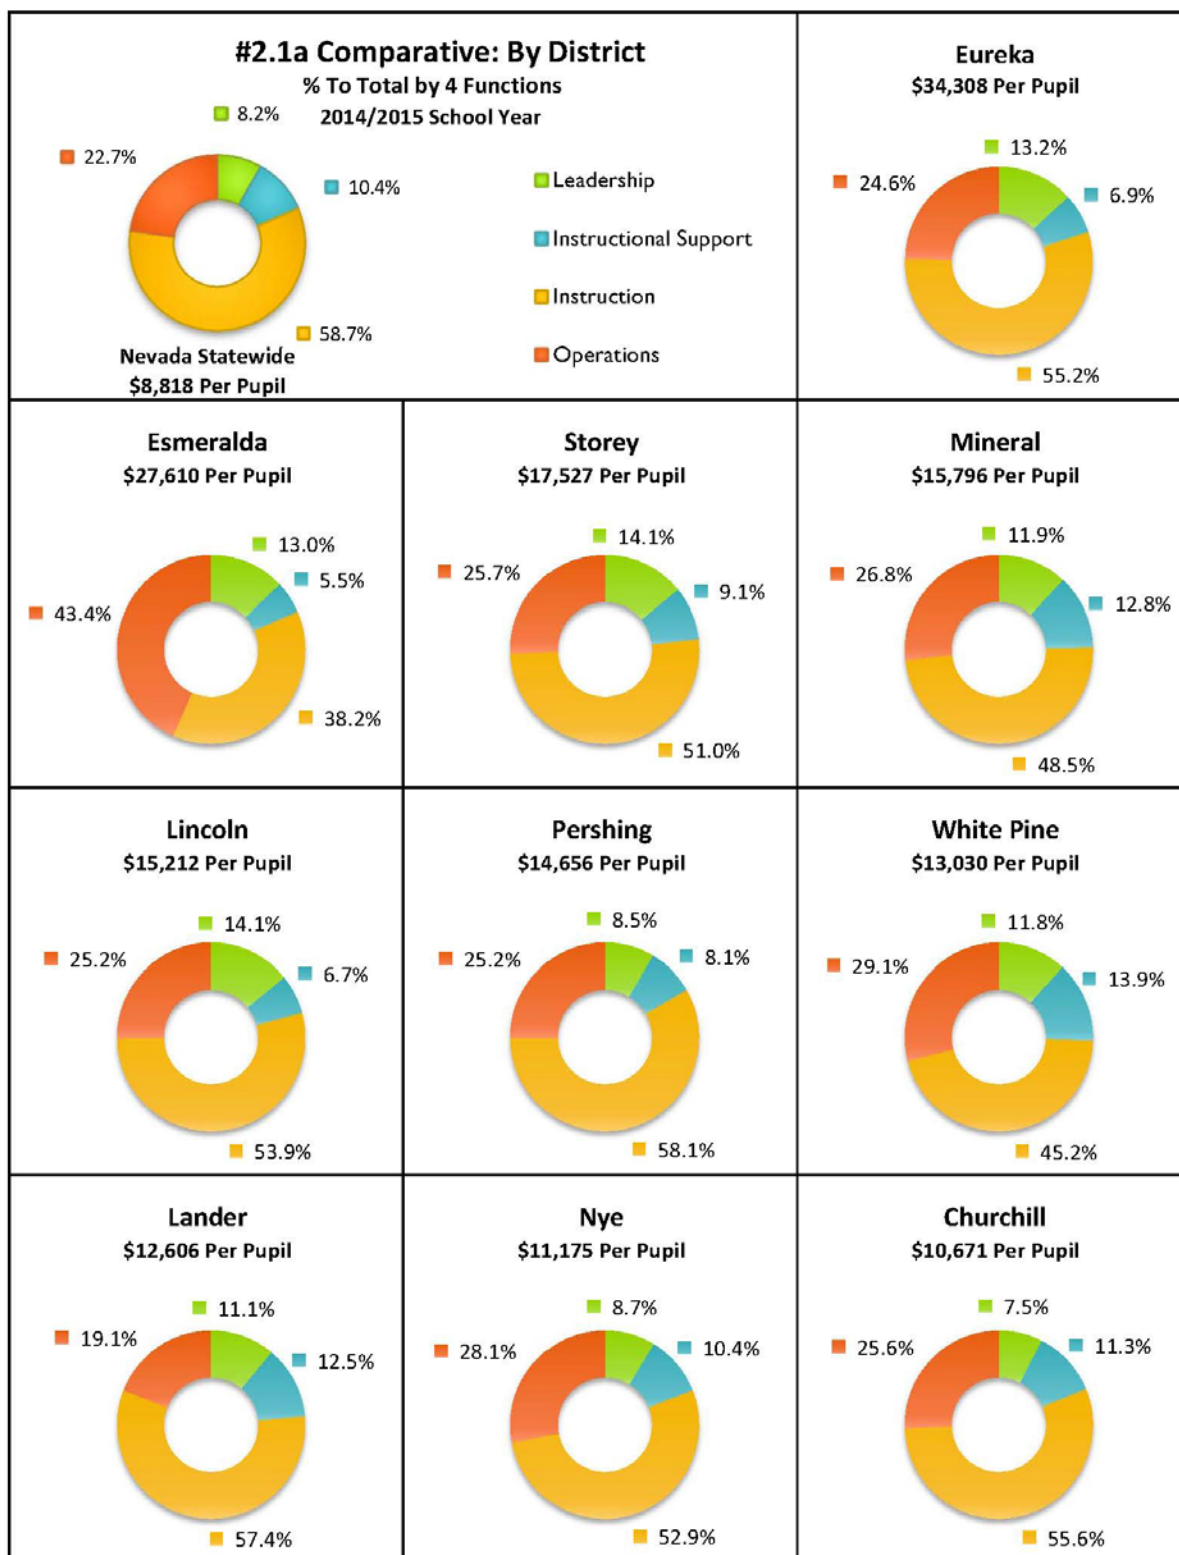 #2.1a Comparative: By District
% To Total by 4 Functions
2014/2015 School Year
8.2%
22.7%
10.4%
58.7%
Nevada Statewide
$8,818 Per Pupil
Leadership
Instructional Support
Instruction
Operations
Eureka
$34,308 Per Pupil
13.2%
24.6%
6.9%
55.2%
Esmeralda
$27,610 Per Pupil
13.0%
5.5%
43.4%
38.2%
Storey
$17,527 Per Pupil
14.1%
25.7%
9.1%
51.0%
Mineral
$15,796 Per Pupil
11.9%
26.8%
12.8%
48.5%
Lincoln
$15,212 Per Pupil
14.1%
25.2%
6.7%
53.9%
Pershing
$14,656 Per Pupil
8.5%
25.2%
8.1%
58.1%
White Pine
$13,030 Per Pupil
11.8%
29.1%
13.9%
45.2%
Lander
$12,606 Per Pupil
11.1%
19.1%
12.5%
57.4%
Nye
$11,175 Per Pupil
8.7%
28.1%
10.4%
52.9%
Churchill
$10,671 Per Pupil
7.5%
25.6%
11.3%
55.6%